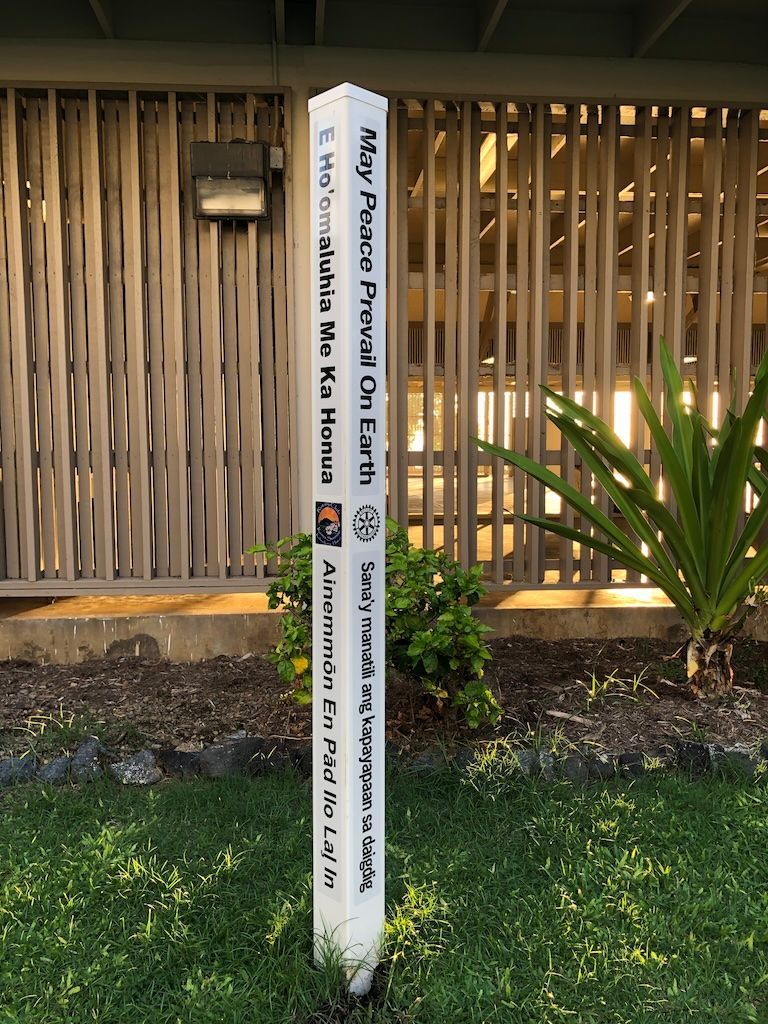 E Ho'omaluhia Me Ka Honua
Ainemmōn En Pād Ilo Laḷ In
May Peace Prevail On Earth
Sana'y manatili ang kapayapaan sa daigdig